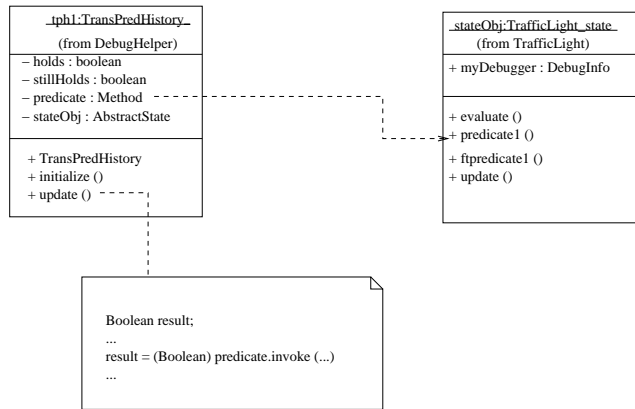 tph1:TransPredHistory
(from DebugHelper)
– holds : boolean
– stillHolds : boolean
– predicate : Method
– stateObj : AbstractState
+ TransPredHistory
+ initialize ()
+ update ()
stateObj:TrafficLight_state
(from TrafficLight)
+ myDebugger : DebugInfo
+ evaluate ()
+ predicate1 ()
+ ftpredicate1 ()
+ update ()
Boolean result;
...
result = (Boolean) predicate.invoke (...)
...